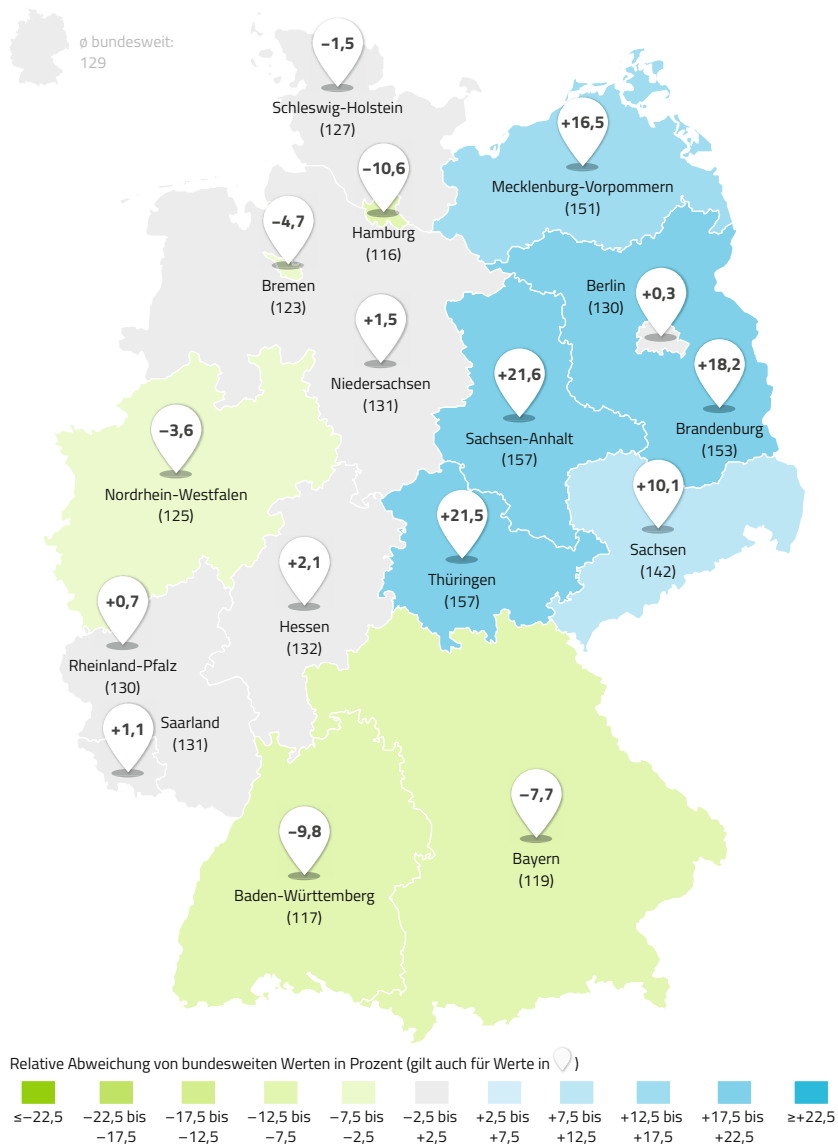 ø bundesweit:
129
−1,5
Schleswig-Holstein
(127)
−10,6
Hamburg
(116)
+16,5
Mecklenburg-Vorpommern
(151)
−4,7
Bremen
(123)
Berlin
(130)
+0,3
+1,5
Niedersachsen
(131)
+21,6
Sachsen-Anhalt
(157)
+18,2
Brandenburg
(153)
−3,6
Nordrhein-Westfalen
(125)
+10,1
Sachsen
(142)
+21,5
Thüringen
(157)
+2,1
Hessen
(132)
+0,7
Rheinland-Pfalz
(130)
Saarland
(131)
+1,1
−7,7
Bayern
(119)
−9,8
Baden-Württemberg
(117)
Relative Abweichung von bundesweiten Werten in Prozent (gilt auch für Werte in )
≤−22,5
−22,5 bis
−17,5
−17,5 bis
−12,5
−12,5 bis
−7,5
−7,5 bis
−2,5
−2,5 bis
+2,5
+2,5 bis
+7,5
+7,5 bis
+12,5
+12,5 bis
+17,5
+17,5 bis
+22,5
≥+22,5